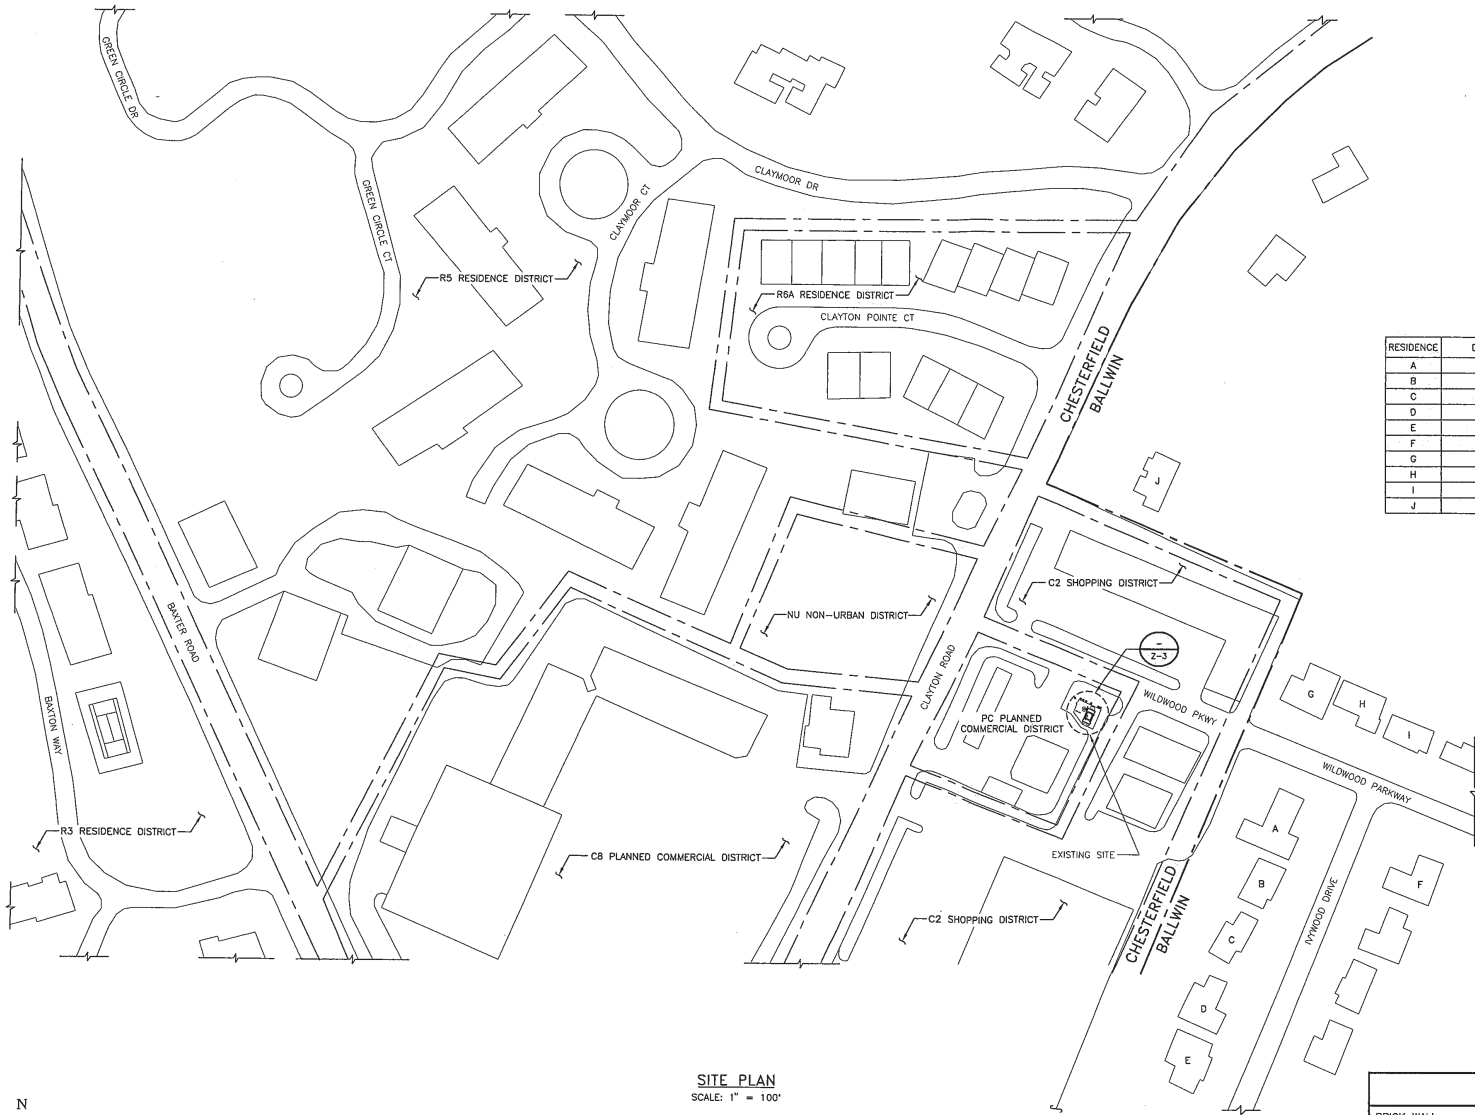 GREEN CIRCLE DR
GREEN CIRCLE CT
CLAYMOOR CT
CLAYMOOR DR
R5 RESIDENCE DISTRICT
R6A RESIDENCE DISTRICT
CLAYTON POINTE CT
CHESTERFIELD
BALLWIN
RESIDENCE
A
B
C
D
E
F
G
H
I
J
J
C2 SHOPPING DISTRICT
NU NON-URBAN DISTRICT
BAXTER ROAD
CLAYTON ROAD
2-3
WILDWOOD PKWY
PC PLANNED
COMMERCIAL DISTRICT
G
H
I
WILDWOOD PARKWAY
BAXTON WAY
R3 RESIDENCE DISTRICT
C8 PLANNED COMMERCIAL DISTRICT
EXISTING SITE
A
B
C
D
E
F
IVYWOOD DRIVE
C2 SHOPPING DISTRICT
CHESTERFIELD
BALLWIN
SITE PLAN
SCALE: 1" = 100'
N